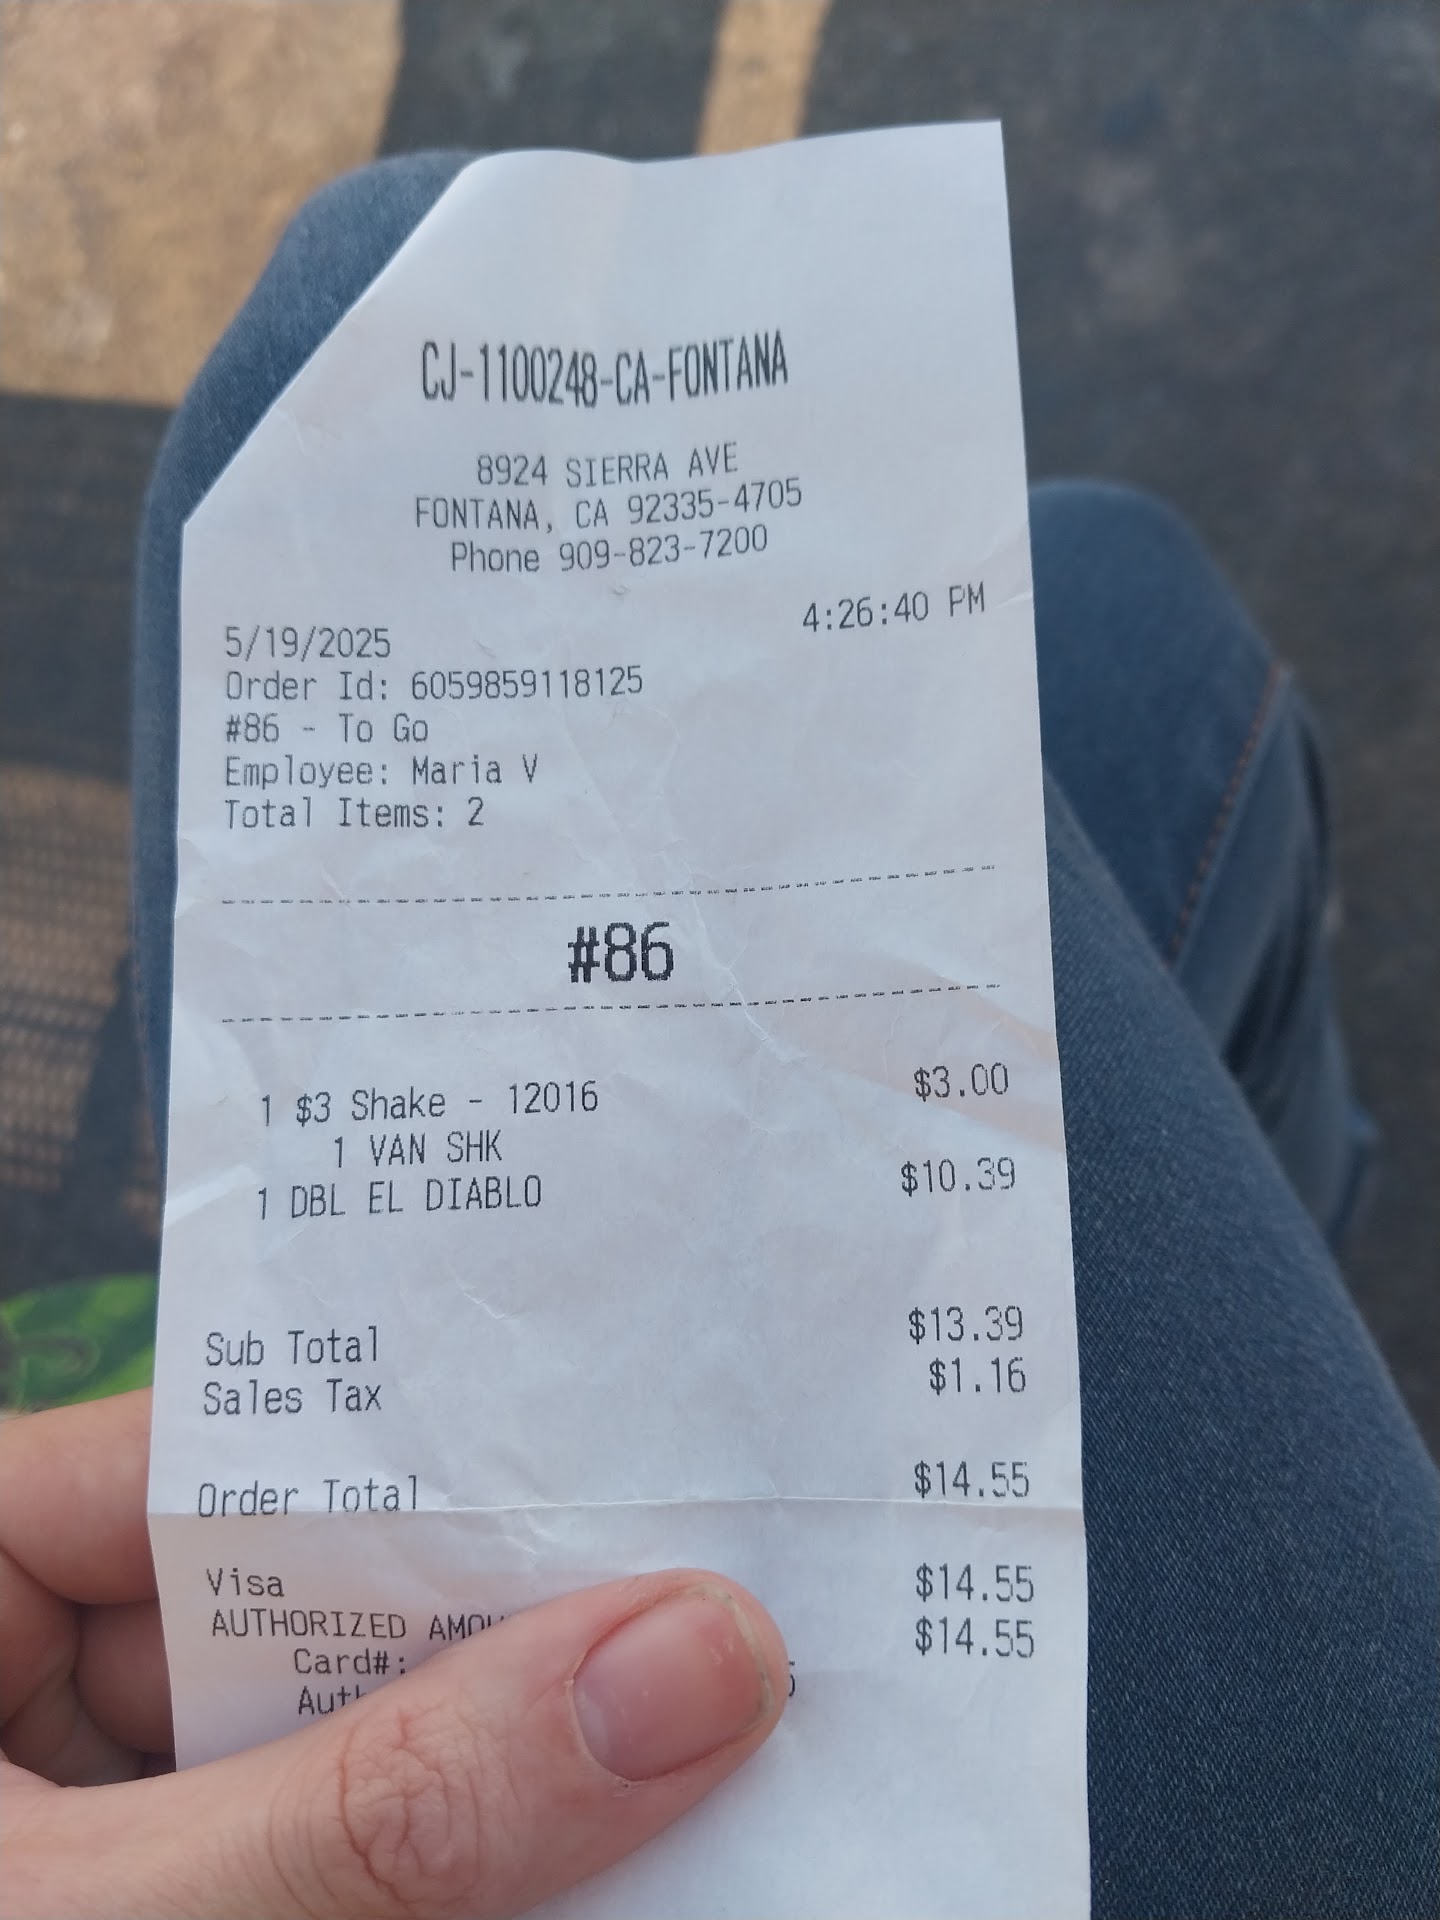 CJ-1100248-CA-FONTANA
8924 SIERRA AVE
FONTANA, CA 92335-4705
Phone 909-823-7200
5/19/2025 4:26:40 PM
Order Id: 6059859118125
#86 - To Go
Employee: Maria V
Total Items: 2
#86
1 $3 Shake - 12016 $3.00
1 VAN SHK
1 DBL EL DIABLO $10.39
Sub Total $13.39
Sales Tax $1.16
Order Total $14.55
Visa $14.55
AUTHORIZED $14.55
Card#: